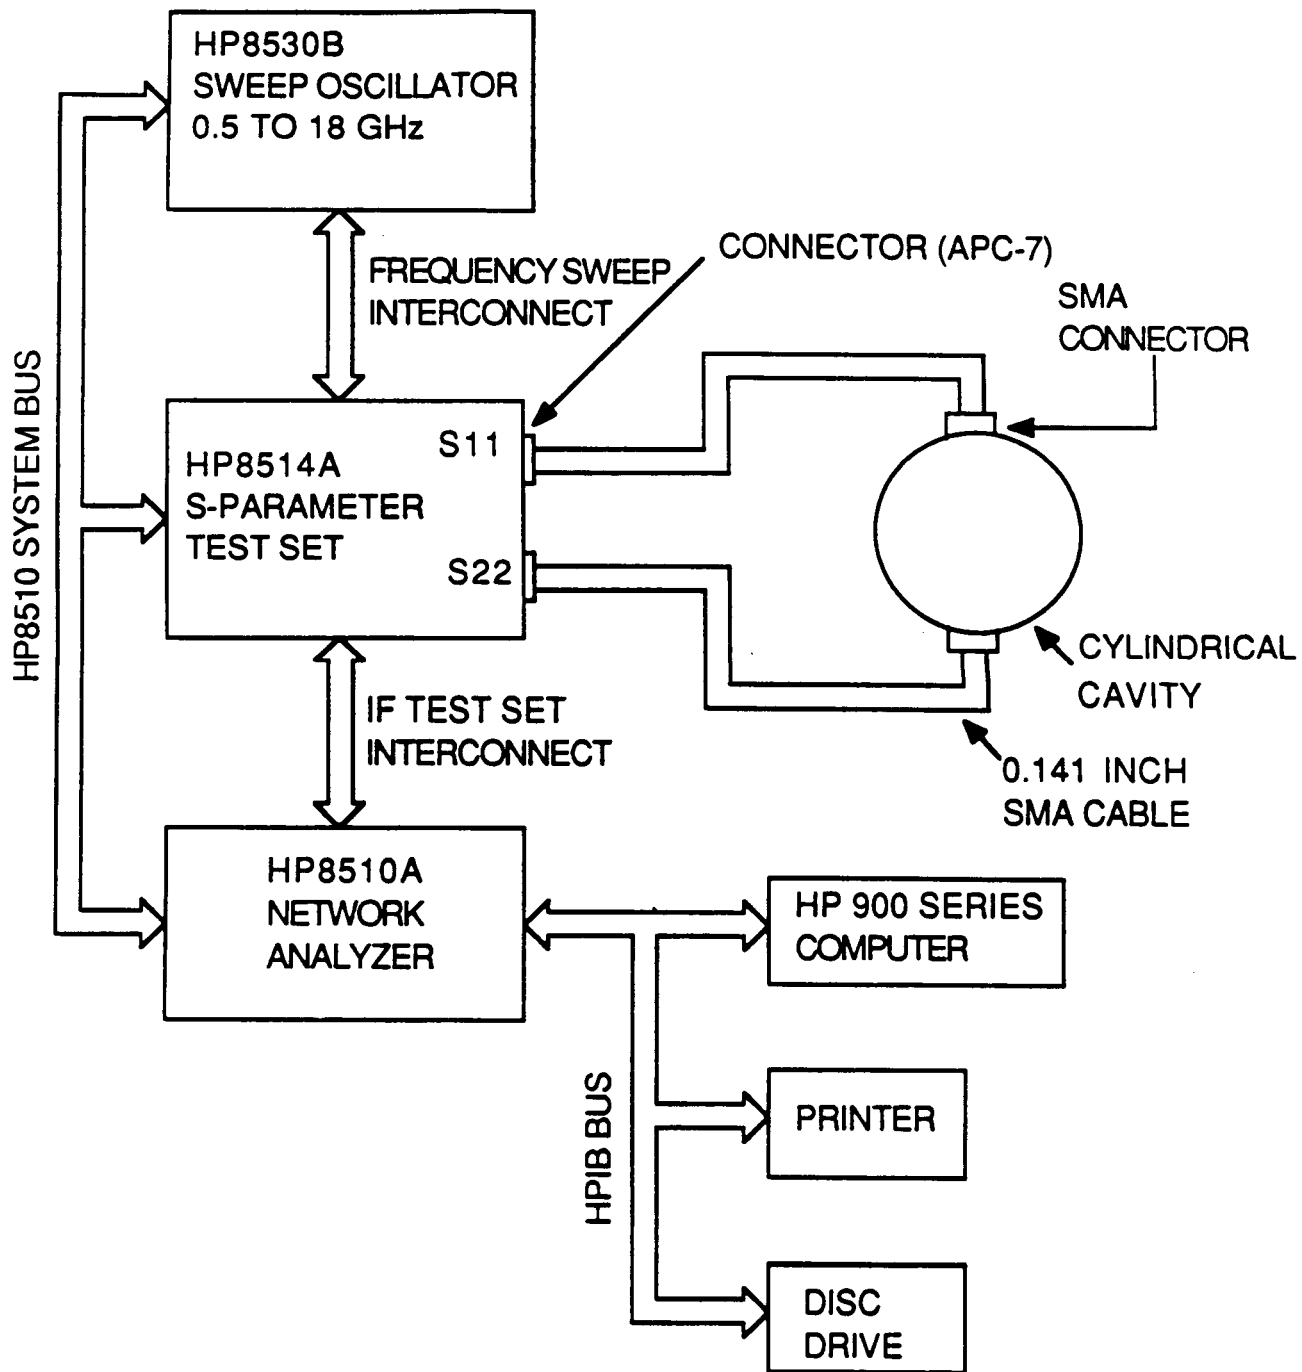 HP8530B
SWEEP OSCILLATOR
0.5 TO 18 GHz
FREQUENCY SWEEP
INTERCONNECT
CONNECTOR (APC-7)
SMA
CONNECTOR
HP8510 SYSTEM BUS
S11
HP8514A
S-PARAMETER
TEST SET
S22
CYLINDRICAL
CAVITY
IF TEST SET
INTERCONNECT
0.141 INCH
SMA CABLE
HP8510A
NETWORK
ANALYZER
HP 900 SERIES
COMPUTER
HPIB BUS
PRINTER
DISC
DRIVE